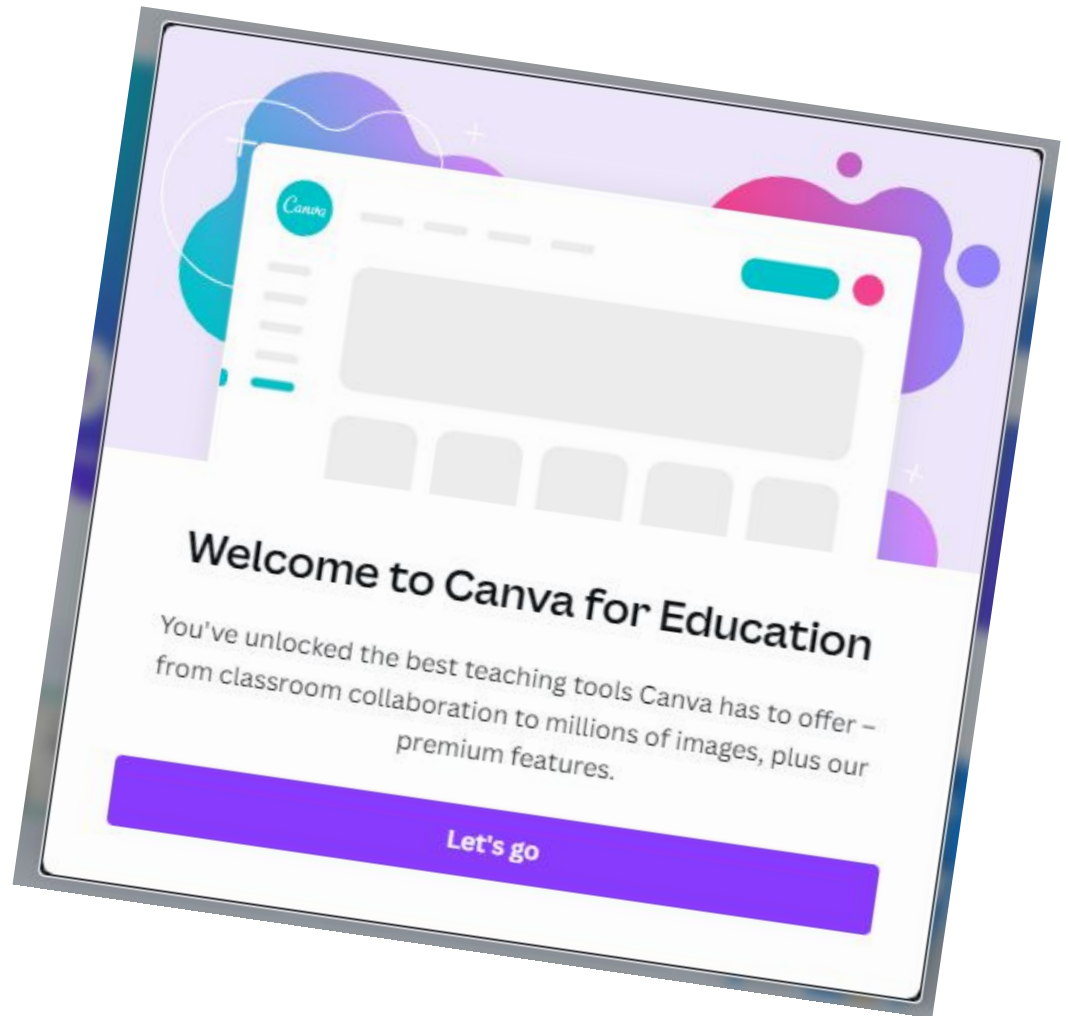 Canva
Welcome to Canva for Education
You've unlocked the best teaching tools Canva has to offer –
from classroom collaboration to millions of images, plus our
premium features.
Let's go